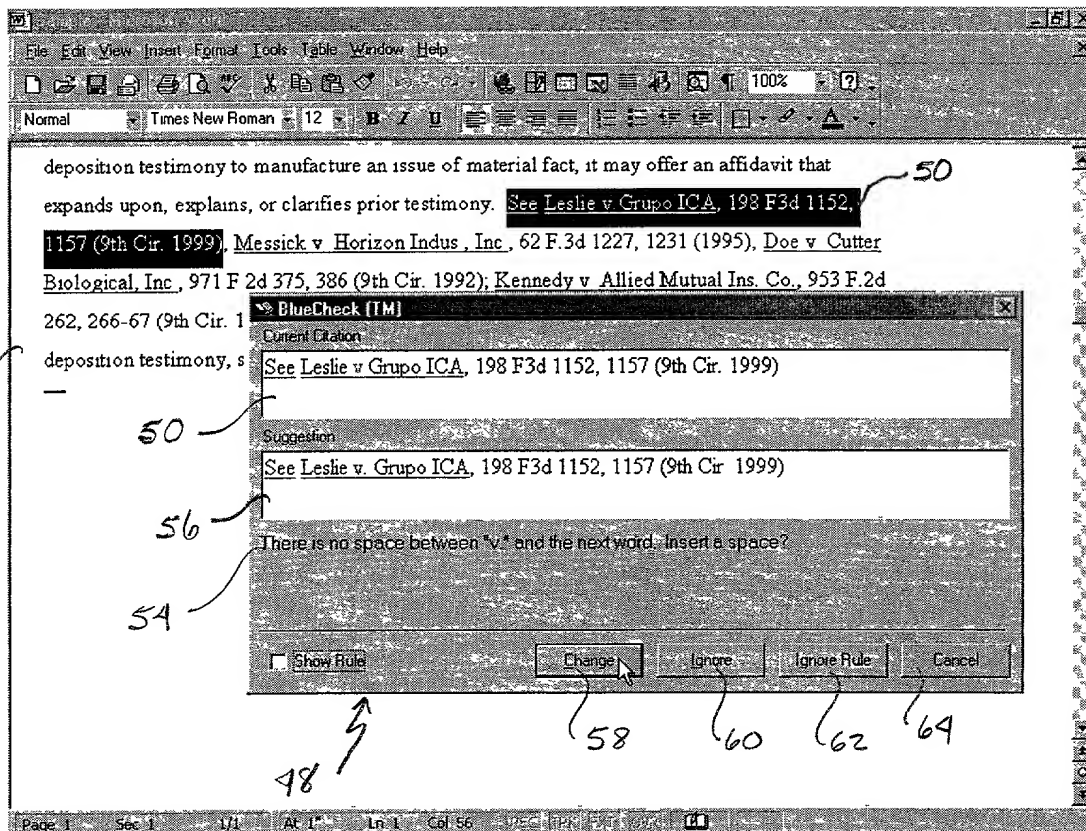 File Edit View Insert Format Tools Table Window Help
100%
Normal Times New Roman 12 B I U A
deposition testimony to manufacture an issue of material fact, it may offer an affidavit that
50
expands upon, explains, or clarifies prior testimony. See Leslie v Grupo ICA, 198 F3d 1152,
1157 (9th Cir. 1999), Messick v Horizon Indus , Inc , 62 F.3d 1227, 1231 (1995), Doe v Cutter
Biological, Inc , 971 F 2d 375, 386 (9th Cir. 1992); Kennedy v Allied Mutual Ins. Co., 953 F.2d
262, 266-67 (9th Cir. 1
deposition testimony, s
BlueCheck [TM]
Current Citation
See Leslie v Grupo ICA, 198 F3d 1152, 1157 (9th Cir. 1999)
50
Suggestion
See Leslie v. Grupo ICA, 198 F3d 1152, 1157 (9th Cir 1999)
56
There is no space between "v." and the next word. Insert a space?
54
Show Rule Change Ignore Ignore Rule Cancel
58 60 62 64
48
Page 1 Sec 1 1/1 At 1" Ln 1 Col 56